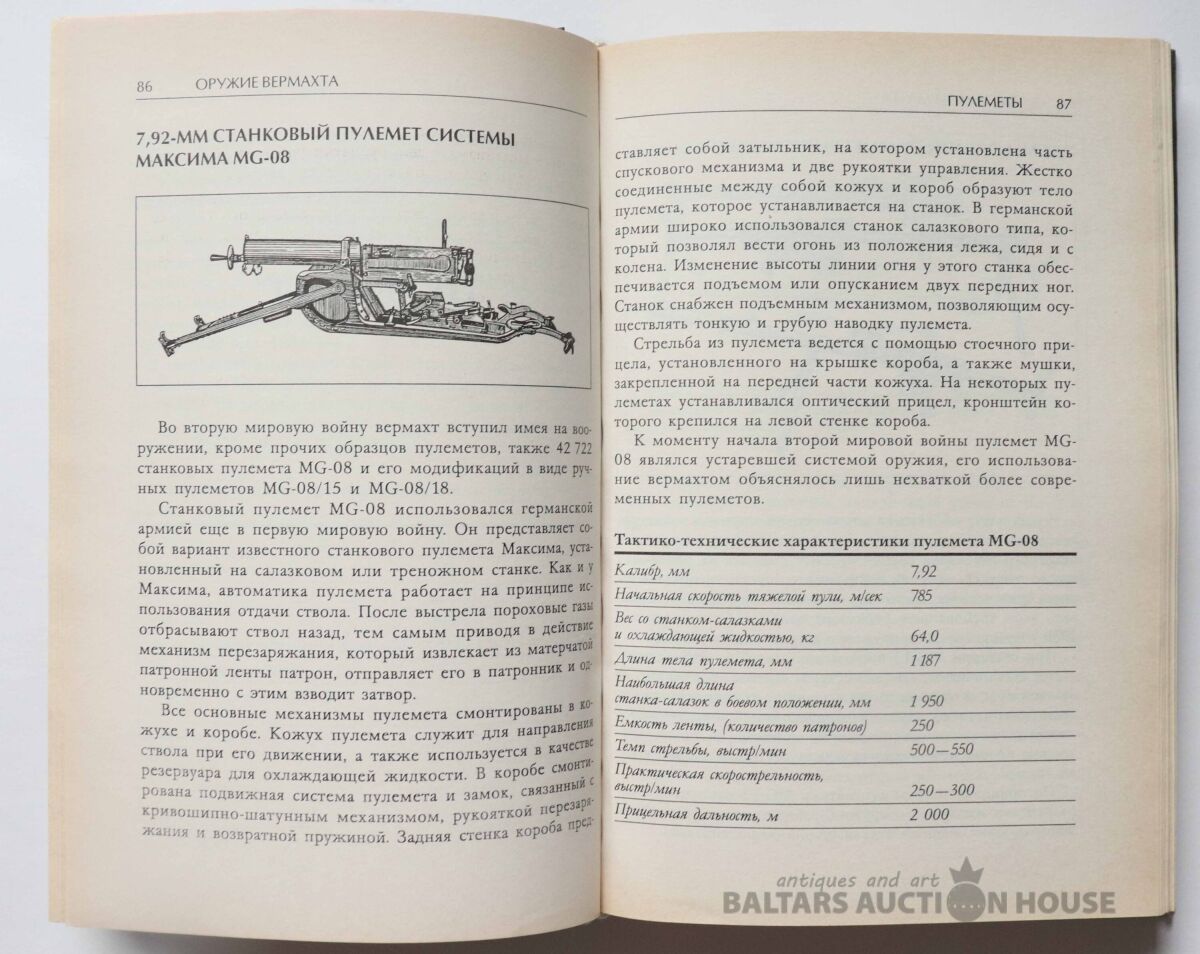 86 ОРУЖИЕ ВЕРМАХТА
7,92-ММ СТАНКОВЫЙ ПУЛЕМЕТ СИСТЕМЫ
МАКСИМА MG-08
Во вторую мировую войну вермахт вступил имея на воо-
ружении, кроме прочих образцов пулеметов, также 42 722
станковых пулемета MG-08 и его модификаций в виде руч-
ных пулеметов MG-08/15 и MG-08/18.
Станковый пулемет MG-08 использовался германской
армией еще в первую мировую войну. Он представляет со-
бой вариант известного станкового пулемета Максима, уста-
новленный на салазковом или треножном станке. Как и у
Максима, автоматика пулемета работает на принципе ис-
пользования отдачи ствола. После выстрела пороховые газы
отбрасывают ствол назад, тем самым приводя в действие
механизм перезаряжания, который извлекает из матерчатой
патронной ленты патрон, отправляет его в патронник и од-
новременно с этим взводит затвор.
Все основные механизмы пулемета смонтированы в ко-
жухе и коробе. Кожух пулемета служит для направления
ствола при его движении, а также используется в качестве
резервуара для охлаждающей жидкости. В коробе смонти-
рована подвижная система пулемета и замок, связанный с
кривошипно-шатунным механизмом, рукояткой перезаря-
жания и возвратной пружиной. Задняя стенка короба пред-
ПУЛЕМЕТЫ 87
ставляет собой затыльник, на котором установлена часть
спускового механизма и две рукоятки управления. Жестко
соединенные между собой кожух и короб образуют тело
пулемета, которое устанавливается на станок. В германской
армии широко использовался станок салазкового типа, ко-
торый позволял вести огонь из положения лежа, сидя и с
колена. Изменение высоты линии огня у этого станка обес-
печивается подъемом или опусканием двух передних ног.
Станок снабжен подъемным механизмом, позволяющим осу-
ществлять тонкую и грубую наводку пулемета.
Стрельба из пулемета ведется с помощью стоечного при-
цела, установленного на крышке короба, а также мушки,
закрепленной на передней части кожуха. На некоторых пу-
леметах устанавливался оптический прицел, кронштейн ко-
торого крепился на левой стенке короба.
К моменту начала второй мировой войны пулемет MG-
08 являлся устаревшей системой оружия, его использова-
ние вермахтом объяснялось лишь нехваткой более совре-
менных пулеметов.
Тактико-технические характеристики пулемета MG-08
Калибр, мм 7,92
Начальная скорость тяжелой пули, м/сек 785
Вес со станком-салазками
и охлаждающей жидкостью, кг 64,0
Длина тела пулемета, мм 1 187
Наибольшая длина
станка-салазок в боевом положении, мм 1 950
Емкость ленты, (количество патронов) 250
Темп стрельбы, выстр/мин 500—550
Практическая скорострельность,
выстр/мин 250—300
Прицельная дальность, м 2 000
antiques and art
BALTARS AUCTION HOUSE